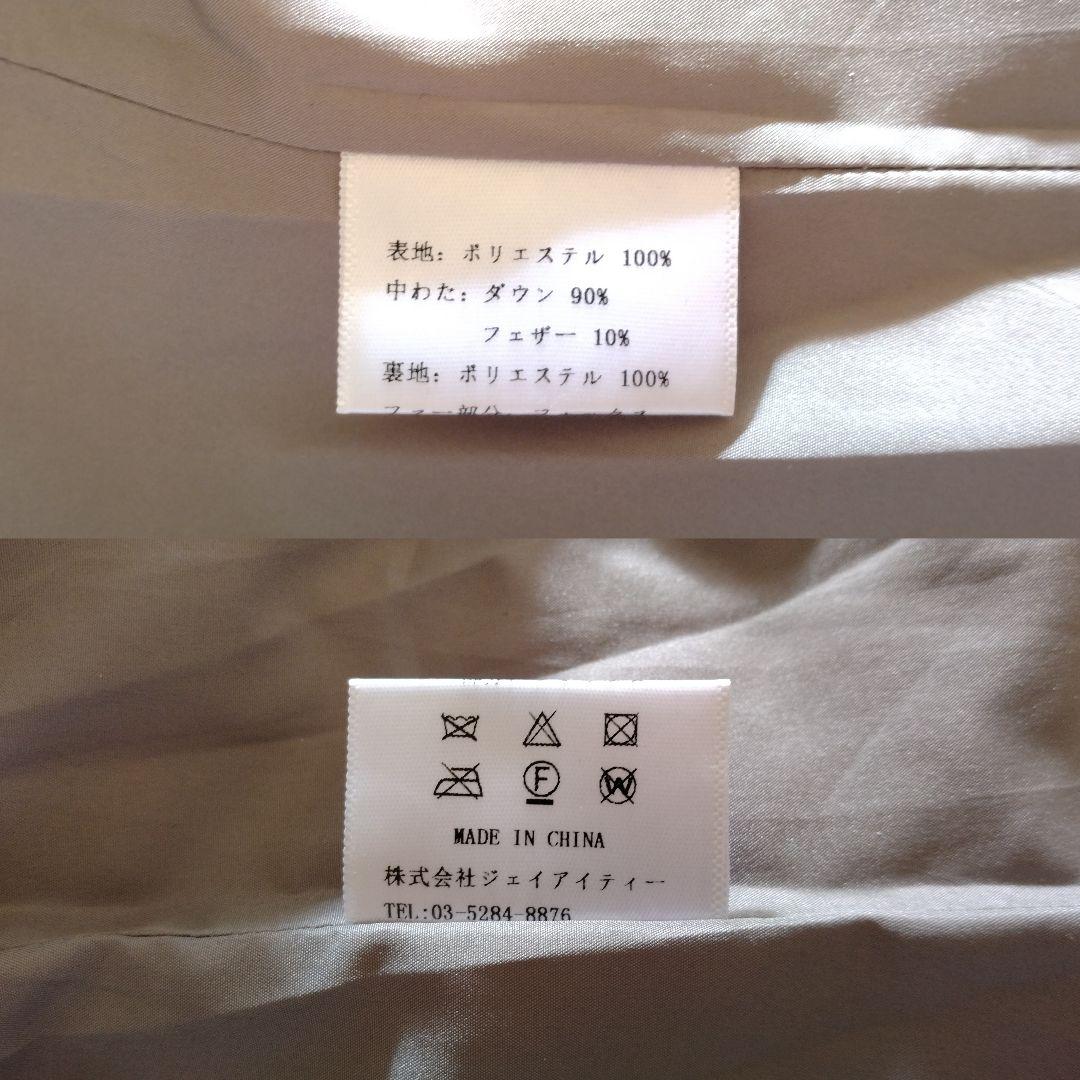 表地: ポリエステル 100%
中わた: ダウン 90%
フェザー 10%
裏地: ポリエステル 100%
F
W
MADE IN CHINA
株式会社ジェイアイティー
TEL:03-5284-8876